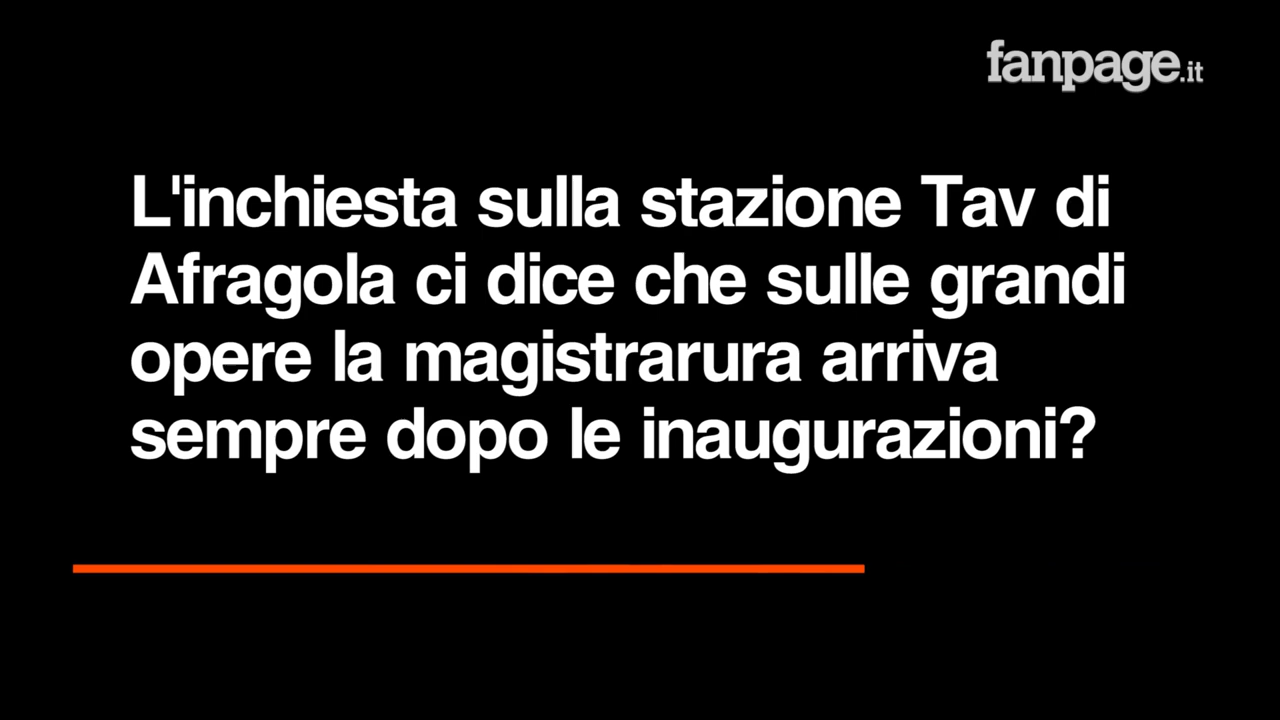 fanpage.it
L'inchiesta sulla stazione Tav di
Afragola ci dice che sulle grandi
opere la magistrarura arriva
sempre dopo le inaugurazioni?